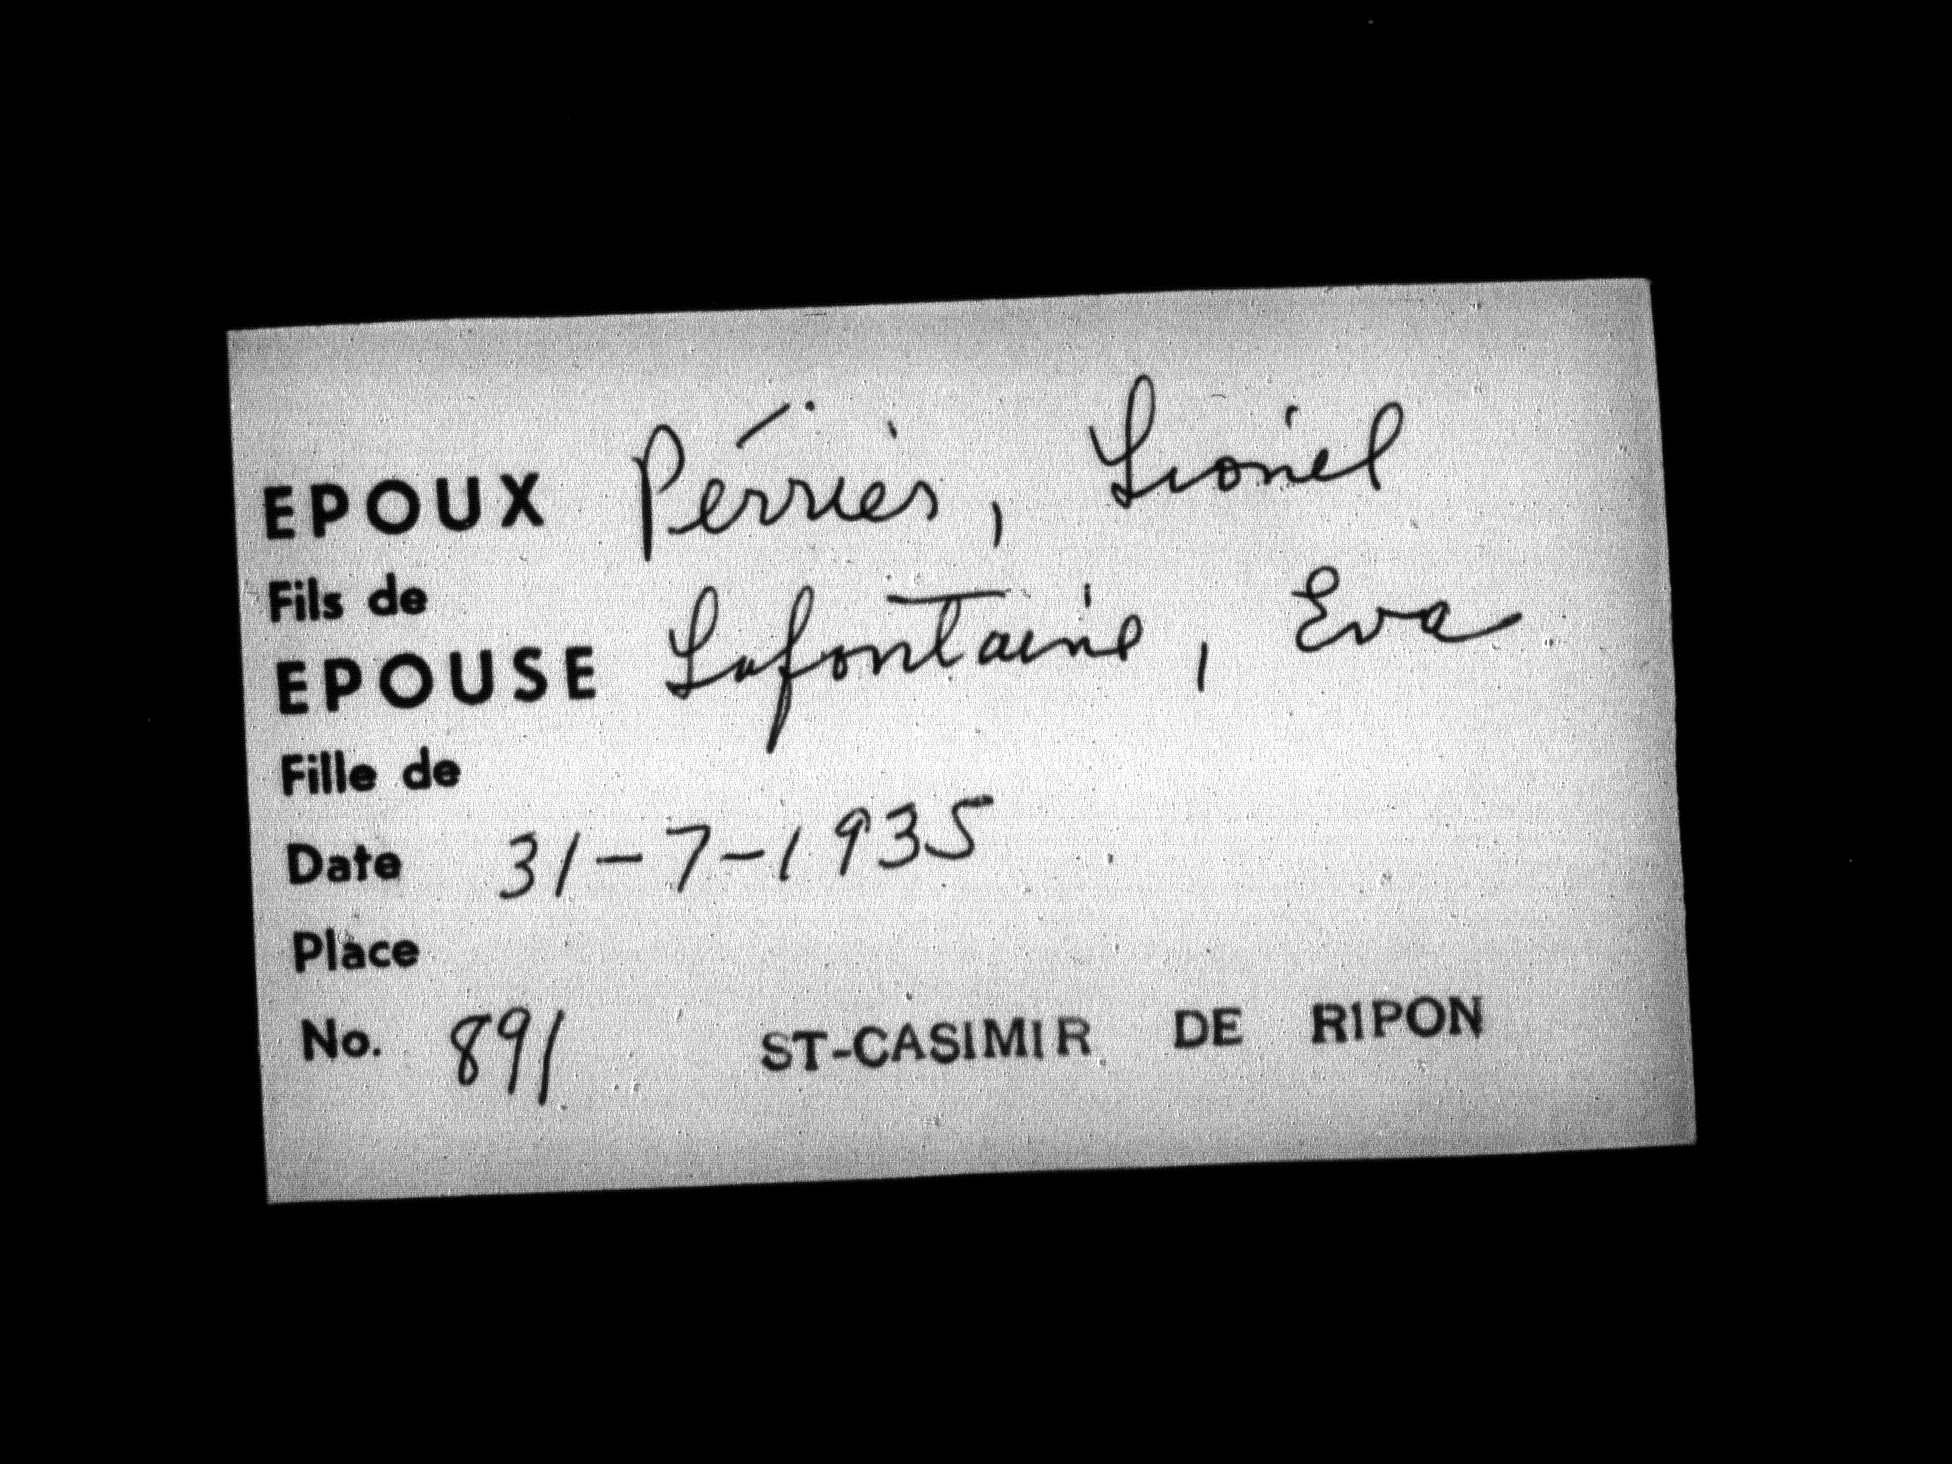 EPOUX Périer, Lionel
Fils de
EPOUSE Lafontaine, Eva
Fille de
Date 31-7-1935
Place
No. 891 ST-CASIMIR DE RIPON